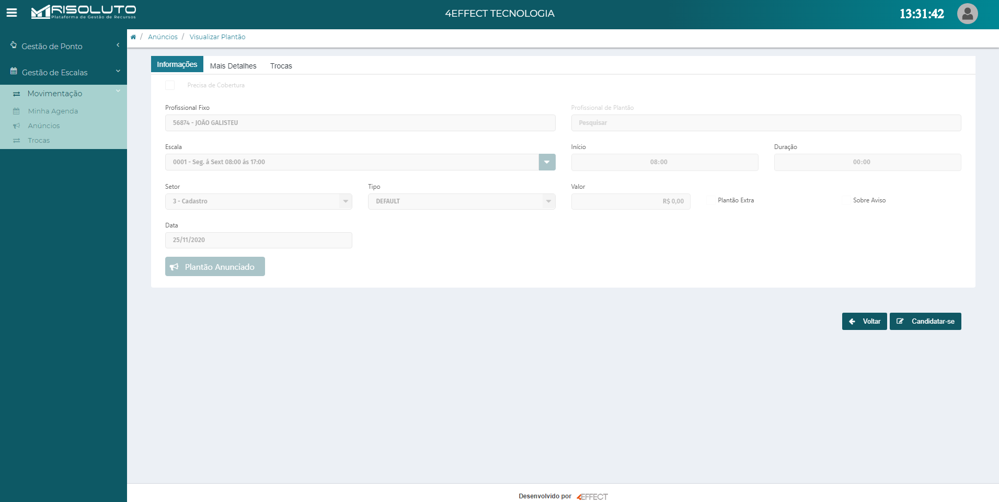 RISOLUTO
Plataforma de Gestão de Recursos
4EFFECT TECNOLOGIA
13:31:42
Gestão de Ponto
Gestão de Escalas
Movimentação
Minha Agenda
Anúncios
Trocas
/ Anúncios / Visualizar Plantão
Informações Mais Detalhes Trocas
Precisa de Cobertura
Profissional Fixo Profissional de Plantão
56874 - JOÃO GALISTEU Pesquisar
Escala Início Duração
0001 - Seg. á Sext 08:00 ás 17:00 08:00 00:00
Setor Tipo Valor
3 - Cadastro DEFAULT R$ 0,00 Plantão Extra Sobre Aviso
Data
25/11/2020
Plantão Anunciado
Voltar Candidatar-se
Desenvolvido por 4EFFECT